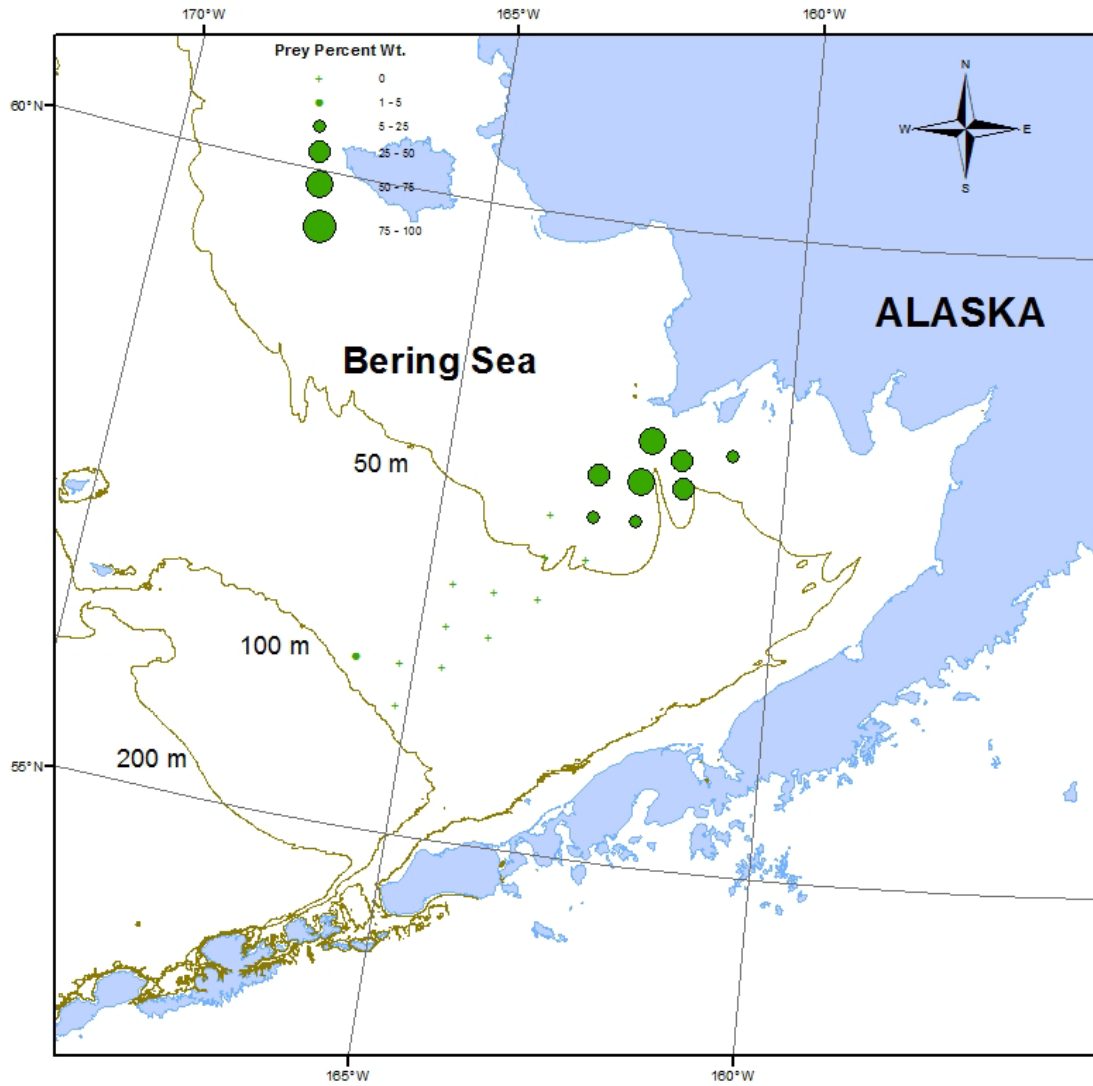 170°W 165°W 160°W
Prey Percent Wt.
0
1 - 5
5 - 25
25 - 50
50 - 75
75 - 100
N
W E
S
60°N
ALASKA
Bering Sea
50 m
100 m
200 m
55°N
165°W 160°W